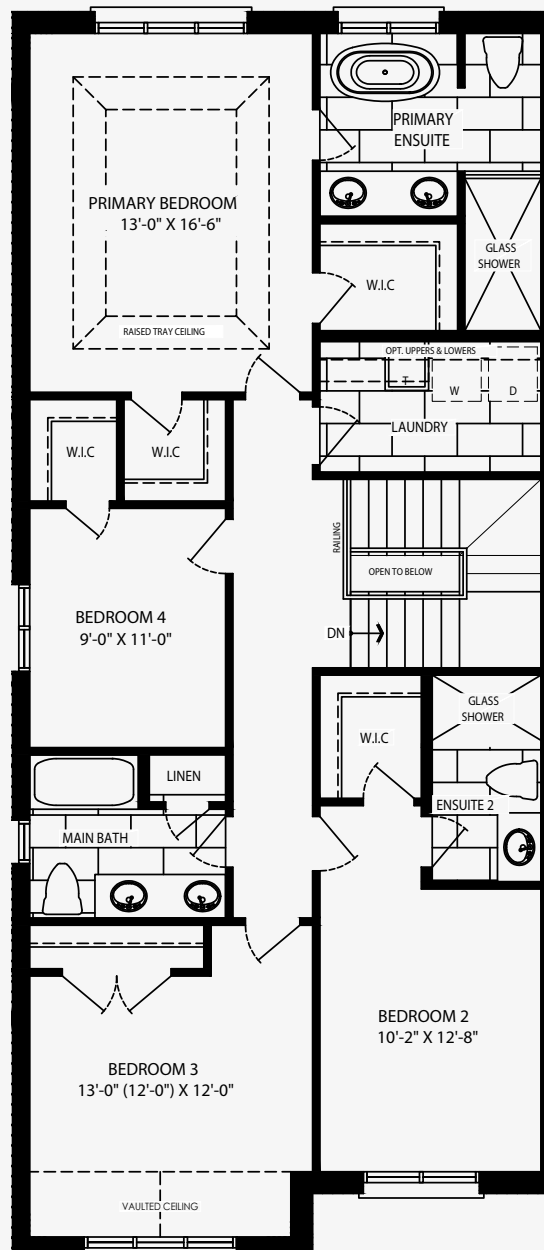 PRIMARY
ENSUITE
PRIMARY BEDROOM
13'-0" X 16'-6"
GLASS
SHOWER
W.I.C
RAISED TRAY CEILING
OPT. UPPERS & LOWERS
T
W
D
LAUNDRY
W.I.C
W.I.C
RAILING
OPEN TO BELOW
BEDROOM 4
9'-0" X 11'-0"
DN
GLASS
SHOWER
W.I.C
LINEN
ENSUITE 2
MAIN BATH
BEDROOM 2
10'-2" X 12'-8"
BEDROOM 3
13'-0" (12'-0") X 12'-0"
VAULTED CEILING